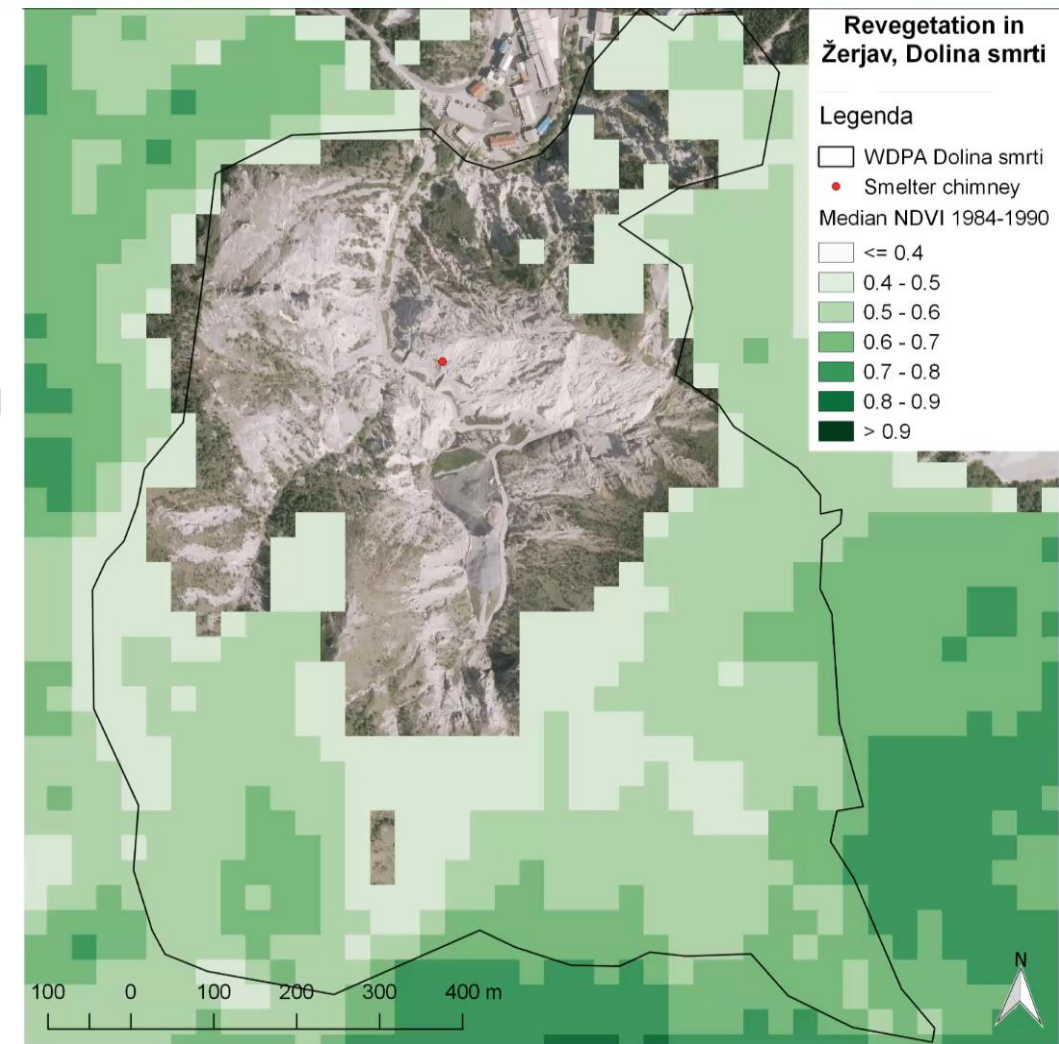 Revegetation in
Žerjav, Dolina smrti
Legenda
WDPA Dolina smrti
Smelter chimney
Median NDVI 1984-1990
<= 0.4
0.4 - 0.5
0.5 - 0.6
0.6 - 0.7
0.7 - 0.8
0.8 - 0.9
> 0.9
N
100 0 100 200 300 400 m